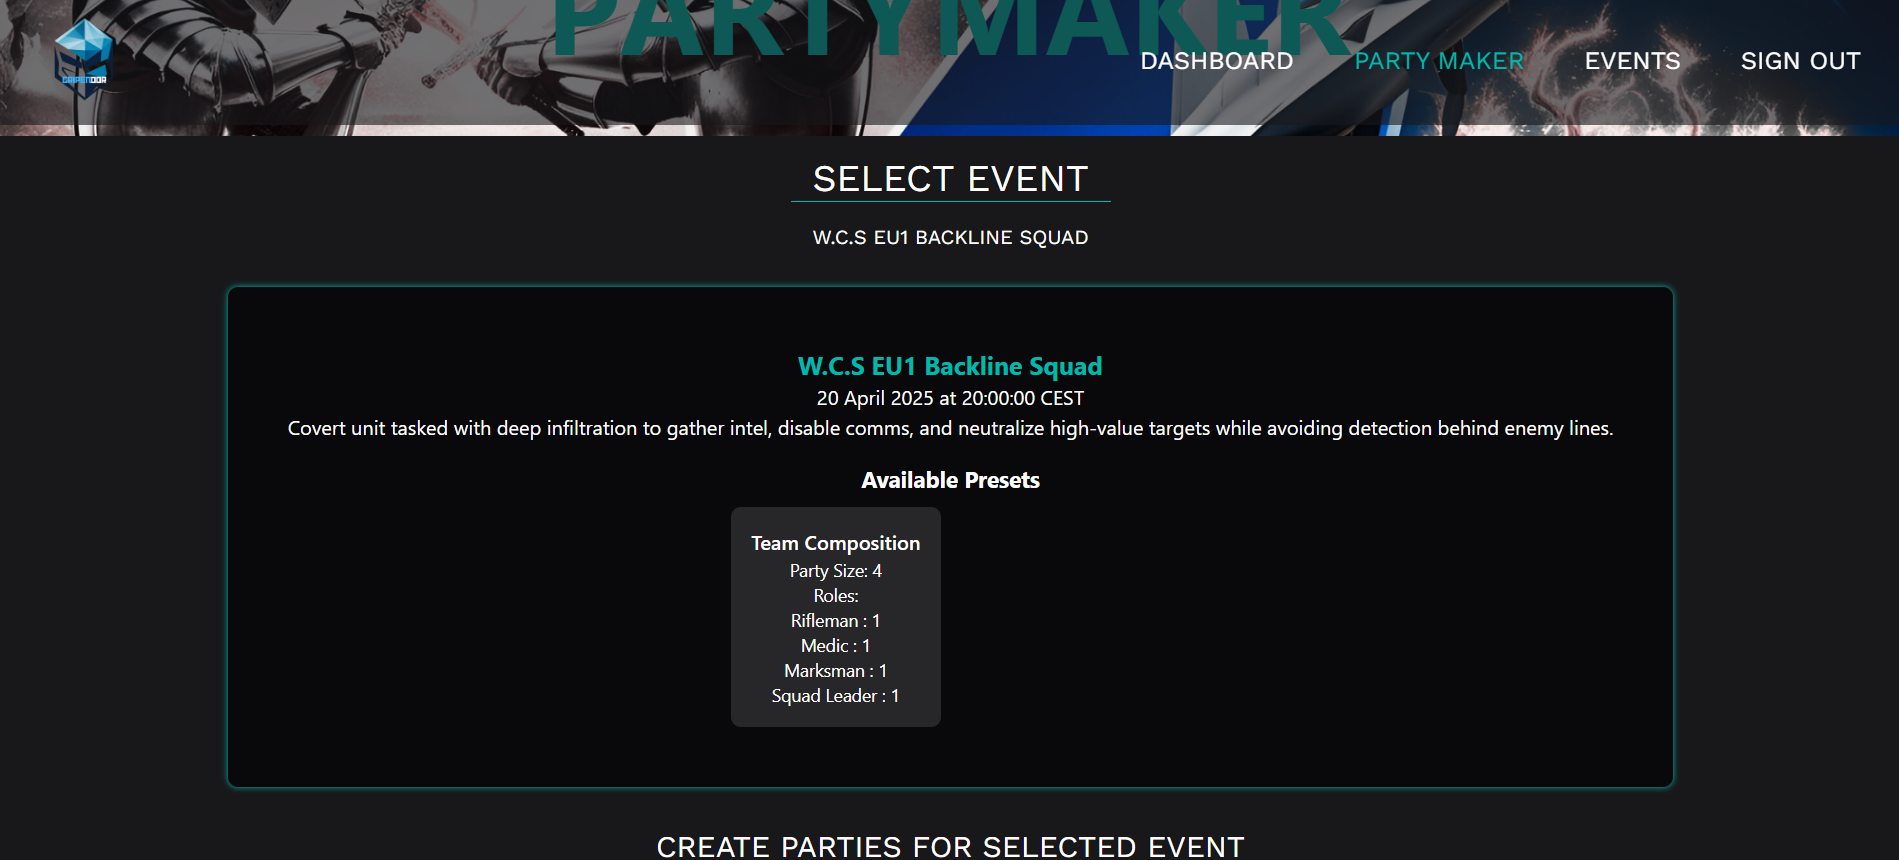 PARTYMAKER
GRIPENDOR
DASHBOARD
PARTY MAKER
EVENTS
SIGN OUT
SELECT EVENT
W.C.S EU1 BACKLINE SQUAD
W.C.S EU1 Backline Squad
20 April 2025 at 20:00:00 CEST
Covert unit tasked with deep infiltration to gather intel, disable comms, and neutralize high-value targets while avoiding detection behind enemy lines.
Available Presets
Team Composition
Party Size: 4
Roles:
Rifleman : 1
Medic : 1
Marksman : 1
Squad Leader : 1
CREATE PARTIES FOR SELECTED EVENT